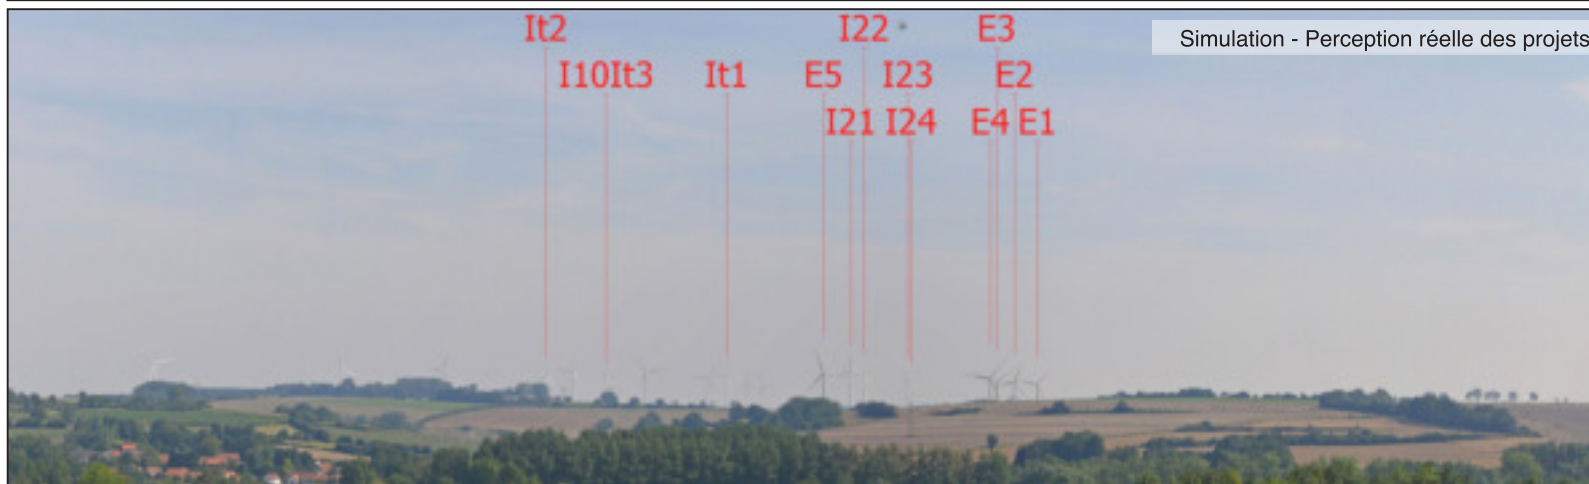 It2 I22 E3
Simulation - Perception réelle des projets
I10It3 It1 E5 I23 E2
I21 I24 E4 E1